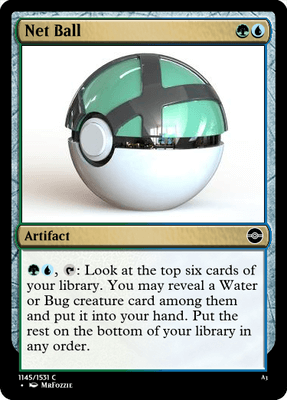 Net Ball
Artifact
, : Look at the top six cards of
your library. You may reveal a Water
or Bug creature card among them
and put it into your hand. Put the
rest on the bottom of your library in
any order.
1145/1531 C
MrFozzie
A1